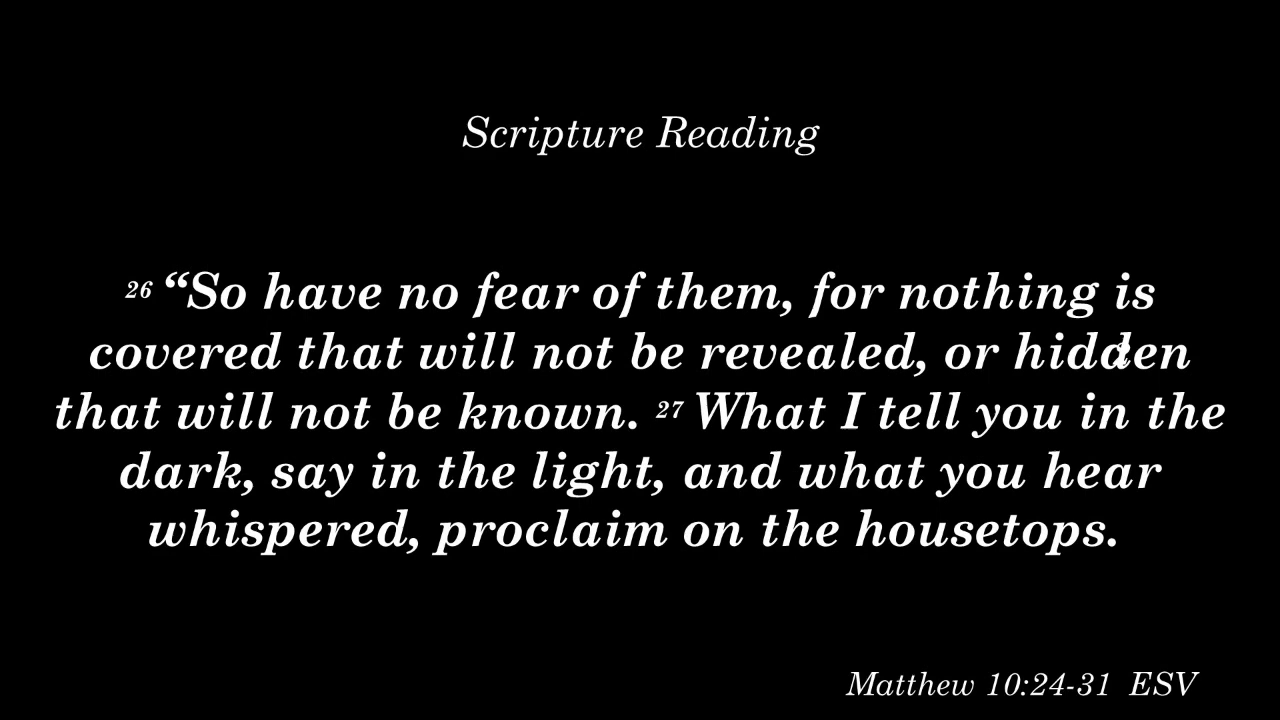 Scripture Reading
26 “So have no fear of them, for nothing is
covered that will not be revealed, or hidden
that will not be known. 27 What I tell you in the
dark, say in the light, and what you hear
whispered, proclaim on the housetops.
Matthew 10:24-31 ESV